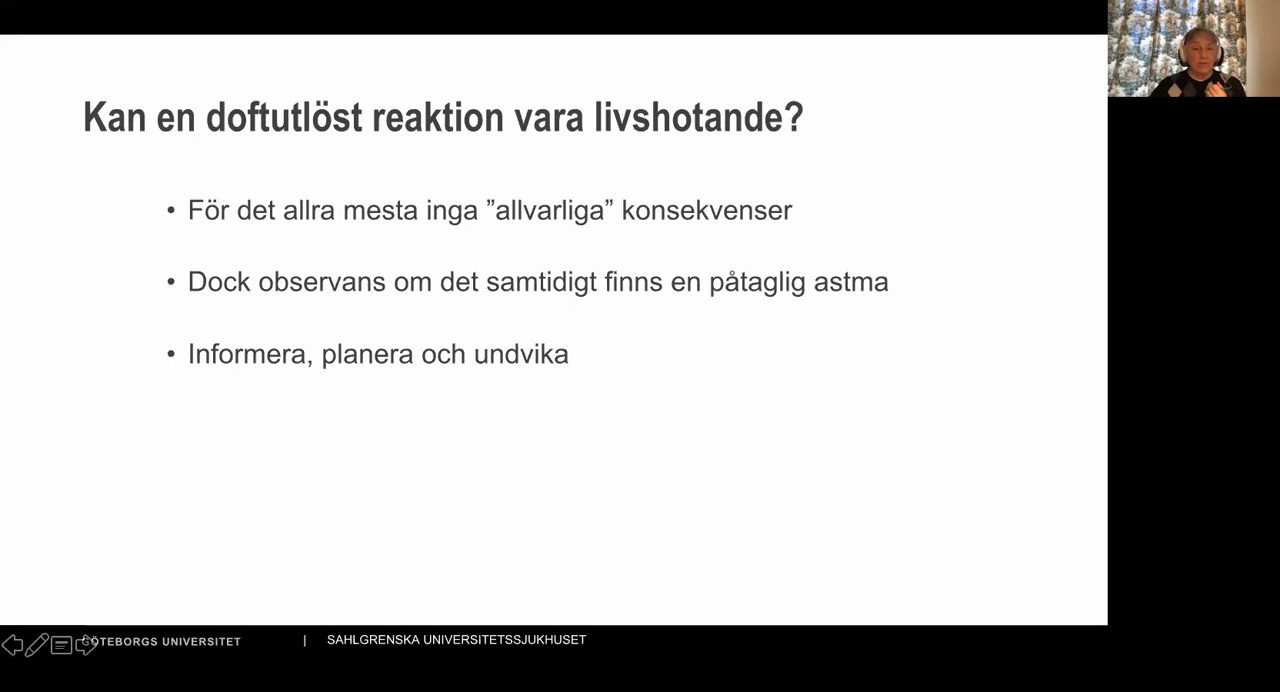 Kan en doftutlöst reaktion vara livshotande?
• För det allra mesta inga ”allvarliga” konsekvenser
• Dock observans om det samtidigt finns en påtaglig astma
• Informera, planera och undvika
GÖTEBORGS UNIVERSITET | SAHLGRENSKA UNIVERSITETSSJUKHUSET